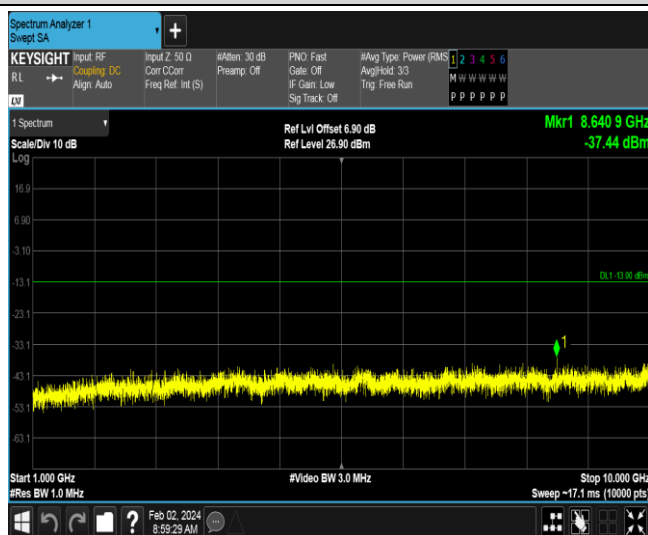 Spectrum Analyzer 1
Swept SA
KEYSIGHT
RL
LXI
Input: RF
Coupling: DC
Align: Auto
Input Z: 50 Ω
Corr CCorr
Freq Ref: Int (S)
#Atten: 30 dB
Preamp: Off
PNO: Fast
Gate: Off
IF Gain: Low
Sig Track: Off
#Avg Type: Power (RMS
Avg|Hold: 3/3
Trig: Free Run
1 2 3 4 5 6
M W W W W W
P P P P P P
1 Spectrum
Scale/Div 10 dB
Log
Ref Lvl Offset 6.90 dB
Ref Level 26.90 dBm
Mkr1 8.640 9 GHz
-37.44 dBm
16.9
6.90
-3.10
-13.1
DL1 -13.00 dBm
-23.1
-33.1
1
-43.1
-53.1
-63.1
Start 1.000 GHz
#Res BW 1.0 MHz
#Video BW 3.0 MHz
Stop 10.000 GHz
Sweep ~17.1 ms (10000 pts)
?
Feb 02, 2024
8:59:29 AM